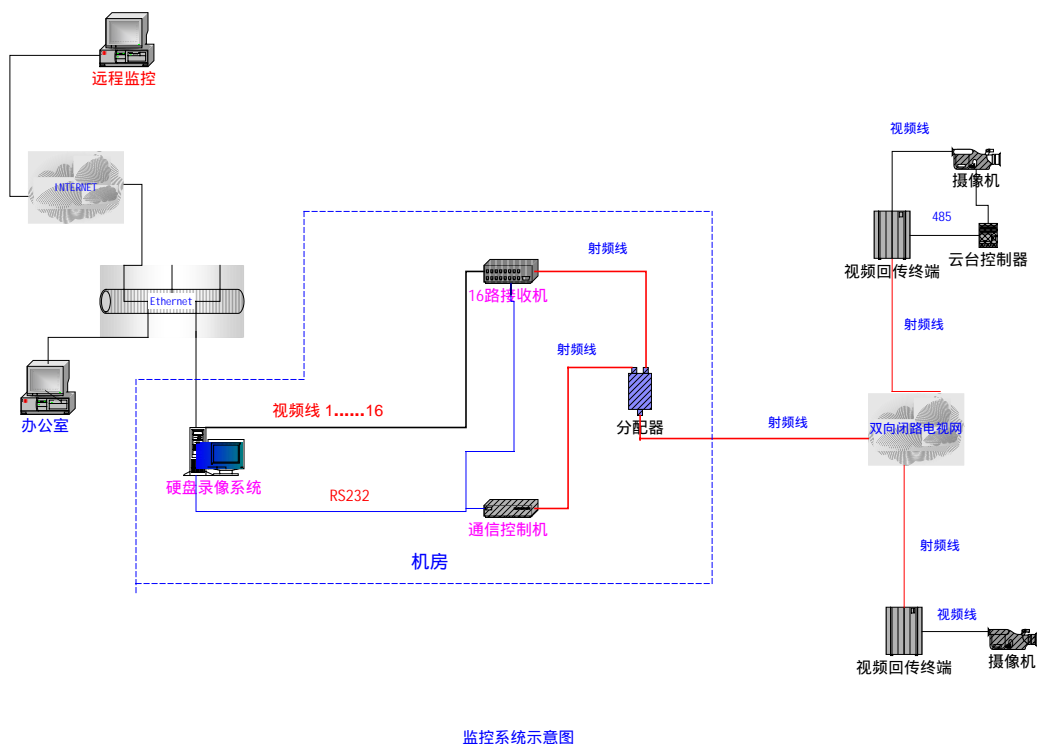 远程监控
视频线
INTERNET
摄像机
485
射频线
视频回传终端
云台控制器
16路接收机
Ethernet
射频线
射频线
视频线 1......16
办公室
分配器
射频线
双向闭路电视网
硬盘录像系统
RS232
通信控制机
射频线
机房
视频线
视频回传终端
摄像机
监控系统示意图